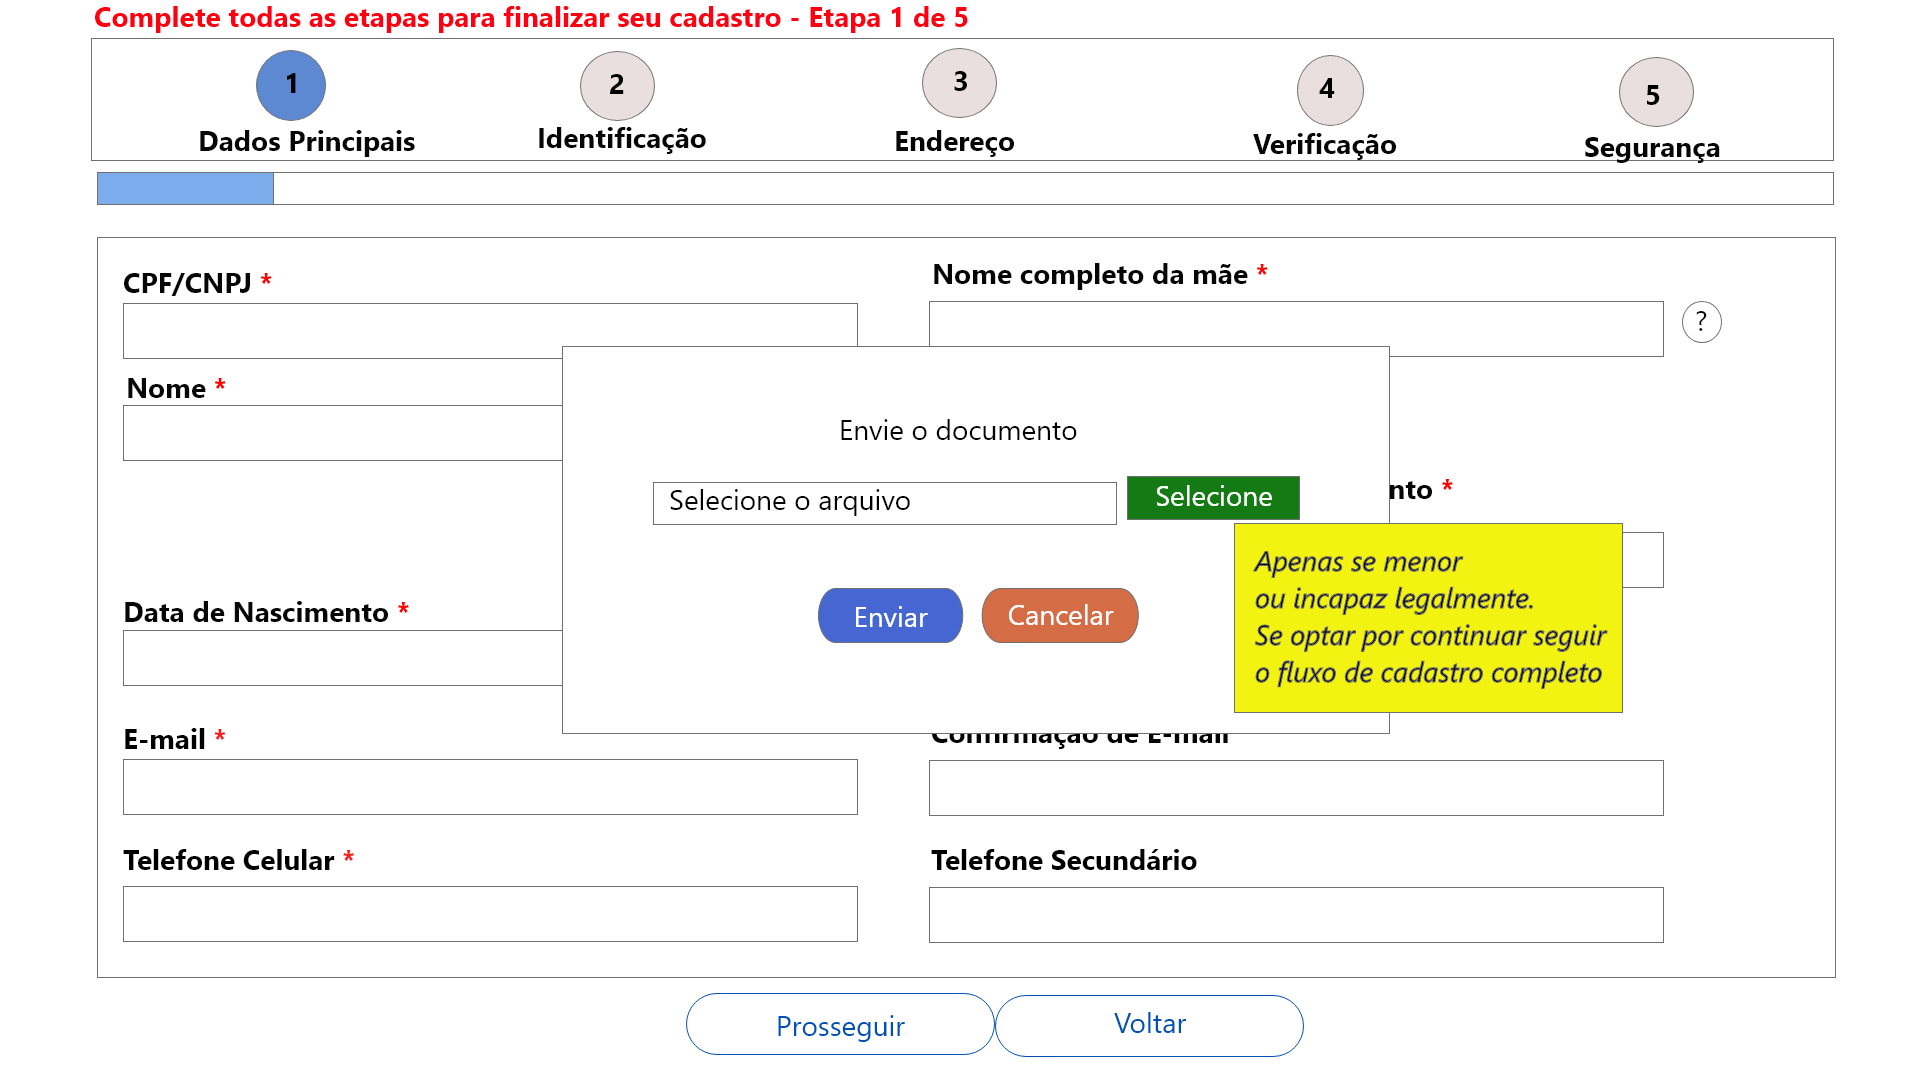 Complete todas as etapas para finalizar seu cadastro - Etapa 1 de 5
1
2
3
4
5
Dados Principais
Identificação
Endereço
Verificação
Segurança
CPF/CNPJ *
Nome completo da mãe *
?
Nome *
Envie o documento
Selecione o arquivo
Selecione
nto *
Apenas se menor
ou incapaz legalmente.
Se optar por continuar seguir
o fluxo de cadastro completo
Enviar
Cancelar
Data de Nascimento *
E-mail *
Confirmação de E-mail
Telefone Celular *
Telefone Secundário
Prosseguir
Voltar